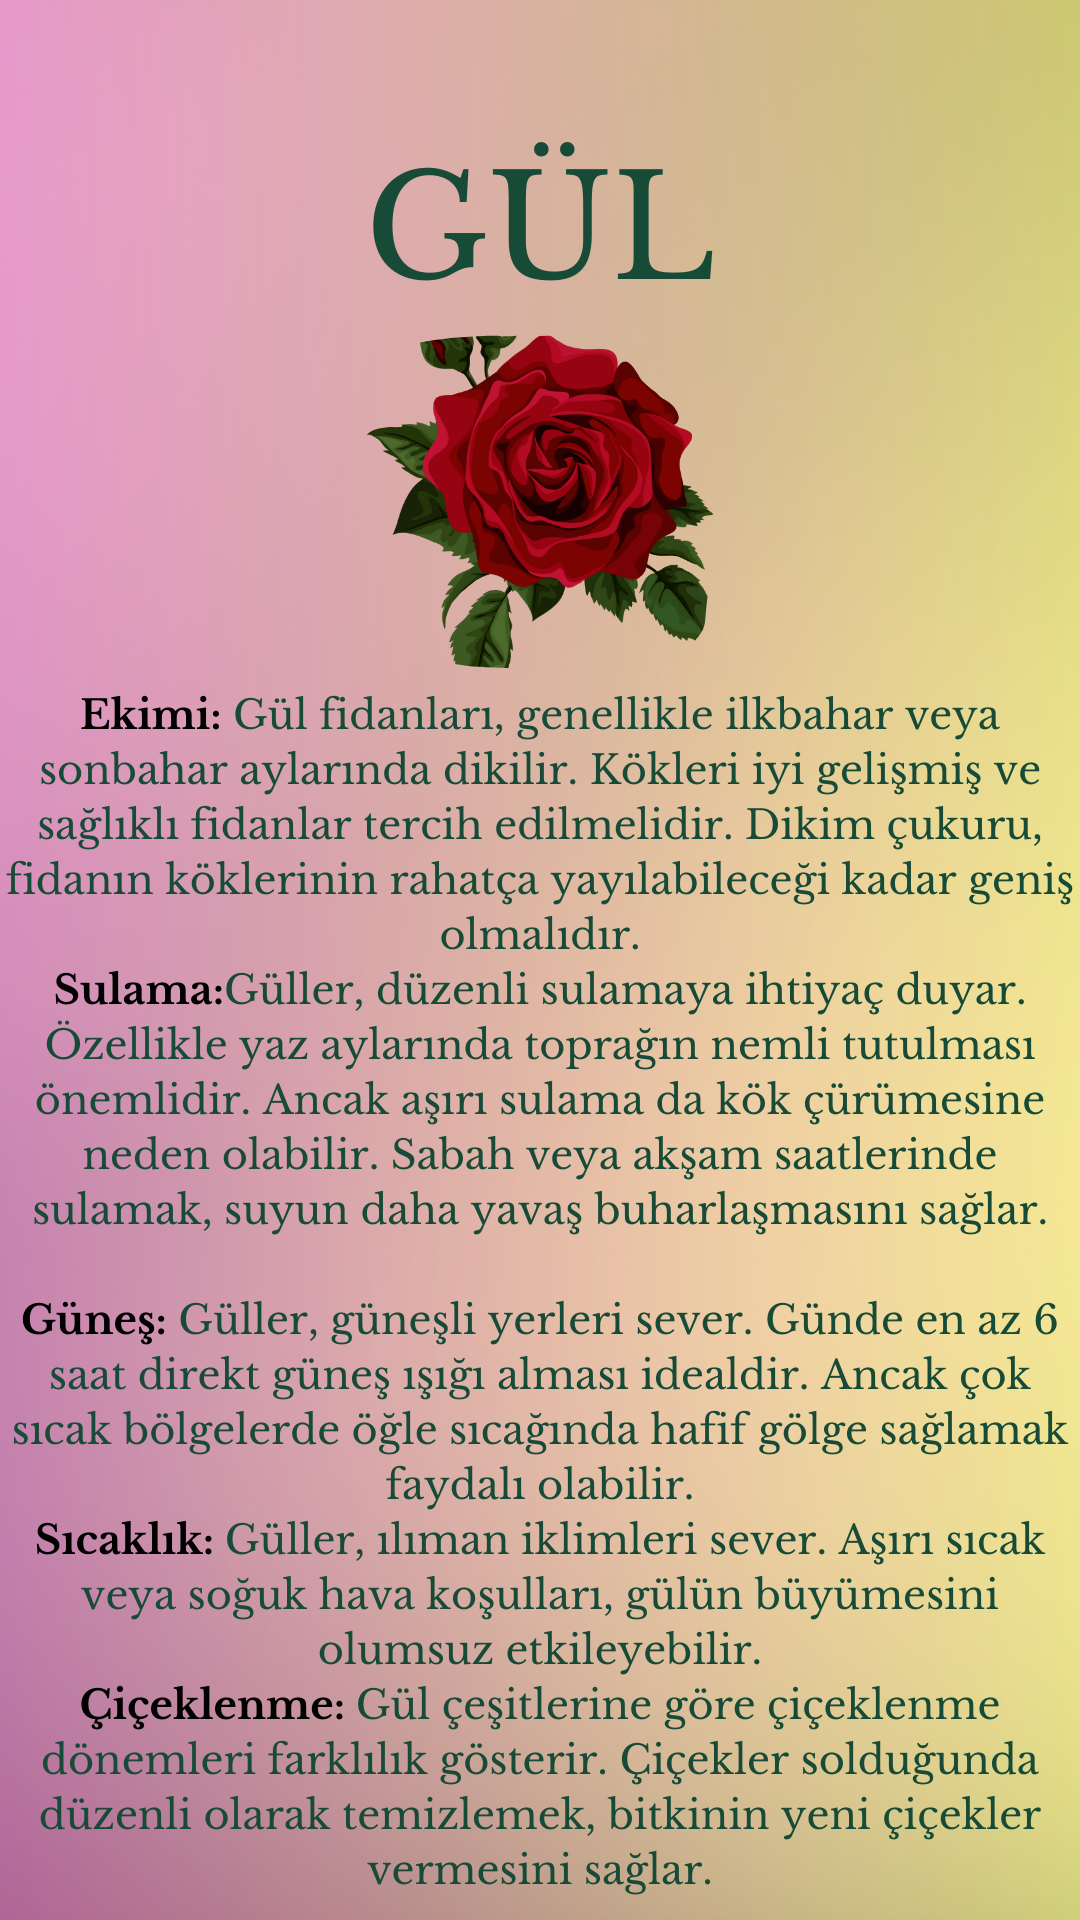 GÜL
Ekimi: Gül fidanları, genellikle ilkbahar veya
sonbahar aylarında dikilir. Kökleri iyi gelişmiş ve
sağlıklı fidanlar tercih edilmelidir. Dikim çukuru,
fidanın köklerinin rahatça yayılabileceği kadar geniş
olmalıdır.
Sulama:Güller, düzenli sulamaya ihtiyaç duyar.
Özellikle yaz aylarında toprağın nemli tutulması
önemlidir. Ancak aşırı sulama da kök çürümesine
neden olabilir. Sabah veya akşam saatlerinde
sulamak, suyun daha yavaş buharlaşmasını sağlar.
Güneş: Güller, güneşli yerleri sever. Günde en az 6
saat direkt güneş ışığı alması idealdir. Ancak çok
sıcak bölgelerde öğle sıcağında hafif gölge sağlamak
faydalı olabilir.
Sıcaklık: Güller, ılıman iklimleri sever. Aşırı sıcak
veya soğuk hava koşulları, gülün büyümesini
olumsuz etkileyebilir.
Çiçeklenme: Gül çeşitlerine göre çiçeklenme
dönemleri farklılık gösterir. Çiçekler solduğunda
düzenli olarak temizlemek, bitkinin yeni çiçekler
vermesini sağlar.